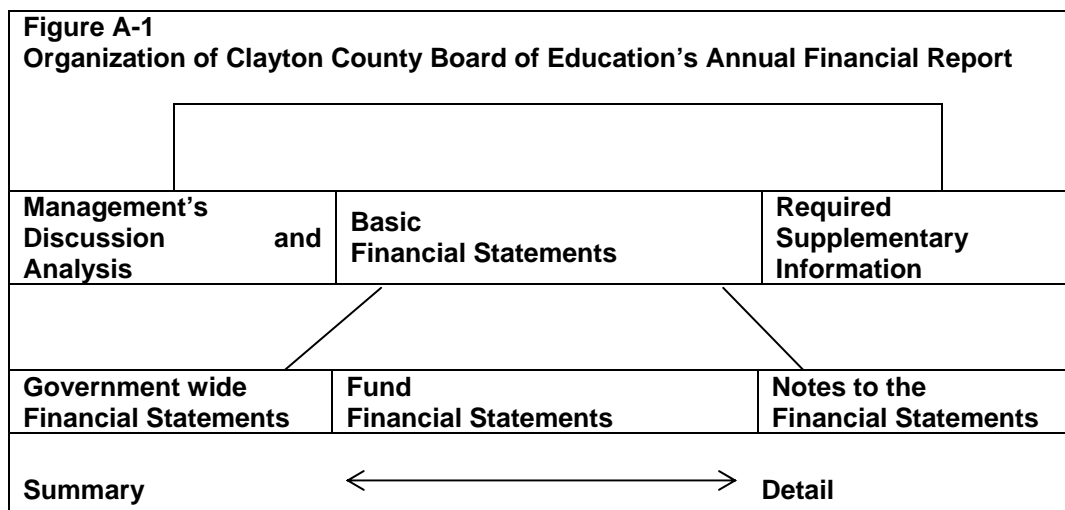 Figure A-1
Organization of Clayton County Board of Education’s Annual Financial Report
Management’s
Discussion and
Analysis
Basic
Financial Statements
Required
Supplementary
Information
Government wide
Financial Statements
Fund
Financial Statements
Notes to the
Financial Statements
Summary
Detail